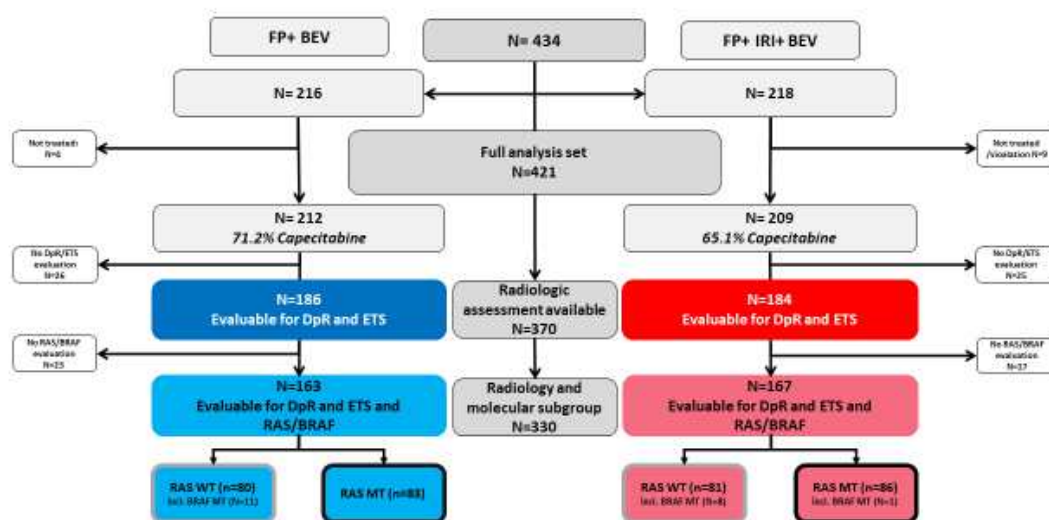 FP+ BEV
N= 434
FP+ IRI+ BEV
N= 216
N= 218
Not treated:
N=4
Full analysis set
N=421
Not treated
/violation N=9
N= 212
71.2% Capecitabine
N= 209
65.1% Capecitabine
No DpR/ETS
evaluation
N=26
No DpR/ETS
evaluation
N=25
N=186
Evaluable for DpR and ETS
Radiologic
assessment available
N=370
N=184
Evaluable for DpR and ETS
No RAS/BRAF
evaluation
N=23
No RAS/BRAF
evaluation
N=17
N=163
Evaluable for DpR and ETS and
RAS/BRAF
Radiology and
molecular subgroup
N=330
N=167
Evaluable for DpR and ETS and
RAS/BRAF
RAS WT (n=80)
incl. BRAF MT (N=11)
RAS MT (n=83)
RAS WT (n=81)
incl. BRAF MT (N=8)
RAS MT (n=86)
incl. BRAF MT (N=1)